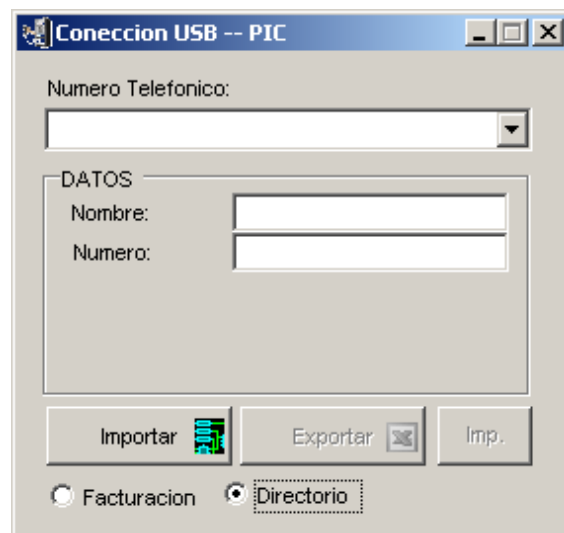 Coneccion USB -- PIC
Numero Telefonico:
DATOS
Nombre:
Numero:
Importar Exportar Imp.
Facturacion Directorio